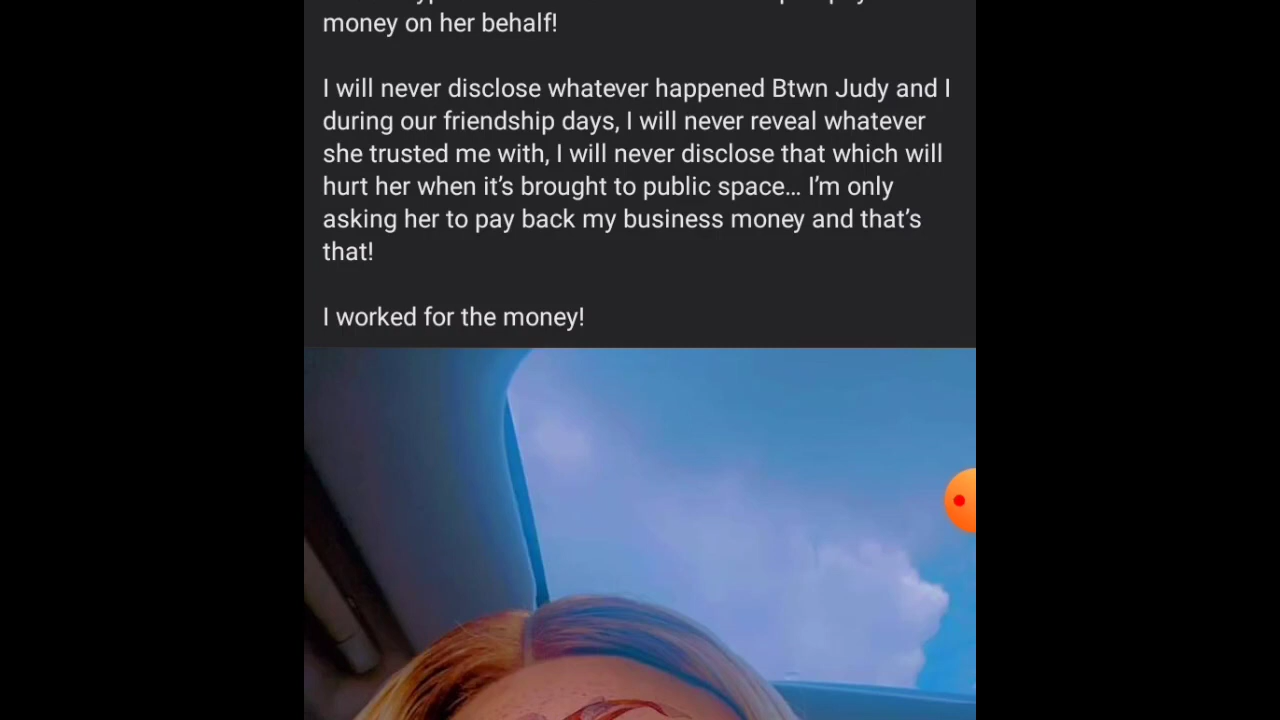 money on her behalf!
I will never disclose whatever happened Btwn Judy and I
during our friendship days, I will never reveal whatever
she trusted me with, I will never disclose that which will
hurt her when it’s brought to public space… I’m only
asking her to pay back my business money and that’s
that!
I worked for the money!